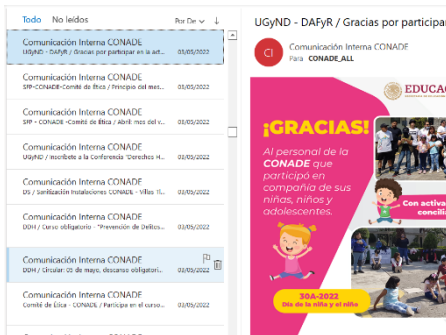 Todo No leídos Por De
Comunicación Interna CONADE
UGyND - DAFyR / Gracias por participar en la act...
03/05/2022
Comunicación Interna CONADE
SFP-CONADE-Comité de Ética / Principio del mes...
03/05/2022
Comunicación Interna CONADE
SFP - CONADE -Comité de Ética / Abril mes del v...
03/05/2022
Comunicación Interna CONADE
UGyND / Inscríbete a la Conferencia "Derechos H...
03/05/2022
Comunicación Interna CONADE
DS / Sanitización Instalaciones CONADE - Villas Tl...
03/05/2022
Comunicación Interna CONADE
DDH / Curso obligatorio - "Prevención de Delitos...
03/05/2022
Comunicación Interna CONADE
DDH / Circular: 05 de mayo, descanso obligatori...
03/05/2022
Comunicación Interna CONADE
Comité de Ética - CONADE / Participa en el curso...
03/05/2022
UGyND - DAFyR / Gracias por participar
CI
Comunicación Interna CONADE
Para CONADE_ALL
EDUCAC
¡GRACIAS!
Al personal de la
CONADE que
participó en
compañía de sus
niñas, niños y
adolescentes.
Con activa
concilia
30A-2022
Día de la niña y el niño